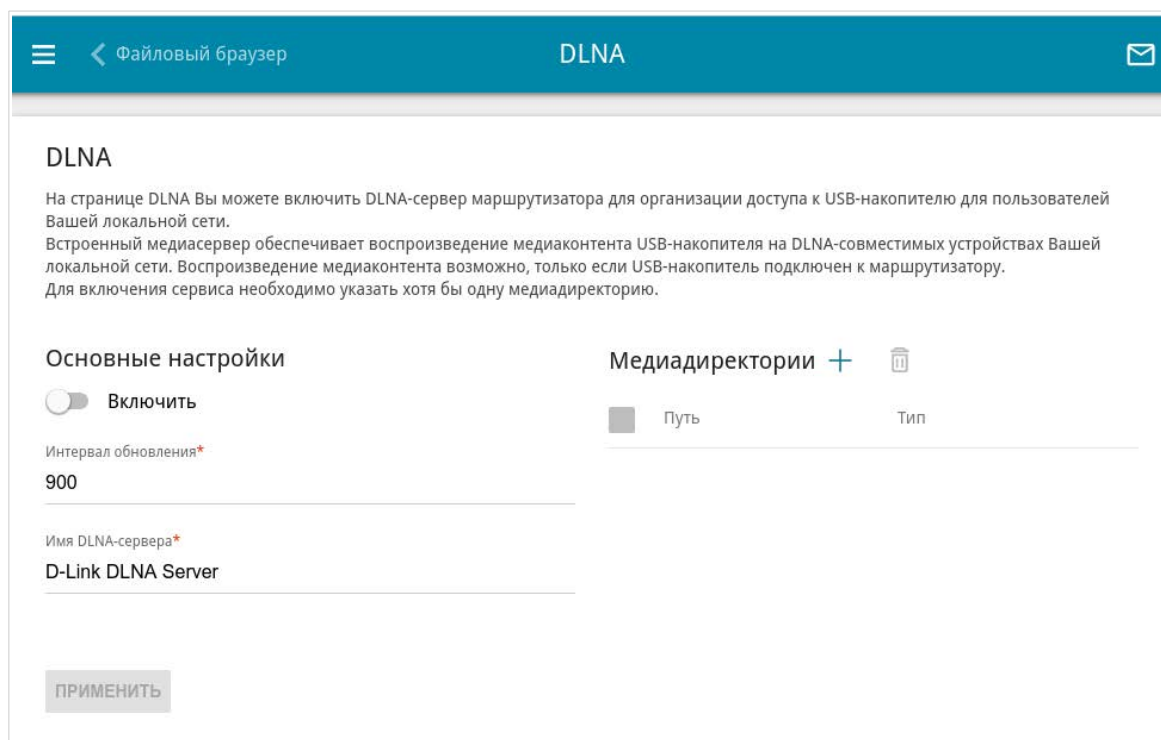 Файловый браузер
DLNA
DLNA
На странице DLNA Вы можете включить DLNA-сервер маршрутизатора для организации доступа к USB-накопителю для пользователей
Вашей локальной сети.
Встроенный медиасервер обеспечивает воспроизведение медиаконтента USB-накопителя на DLNA-совместимых устройствах Вашей
локальной сети. Воспроизведение медиаконтента возможно, только если USB-накопитель подключен к маршрутизатору.
Для включения сервиса необходимо указать хотя бы одну медиадиректорию.
Основные настройки
Включить
Интервал обновления*
900
Имя DLNA-сервера*
D-Link DLNA Server
ПРИМЕНИТЬ
Медиадиректории
Путь Тип